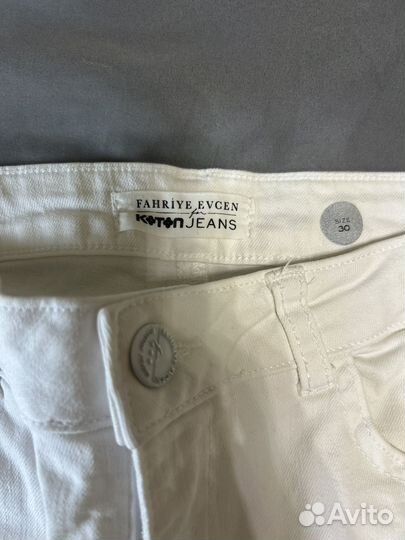 FAHRİYE EVCEN
for
KOTON JEANS
SIZE
30
Avito